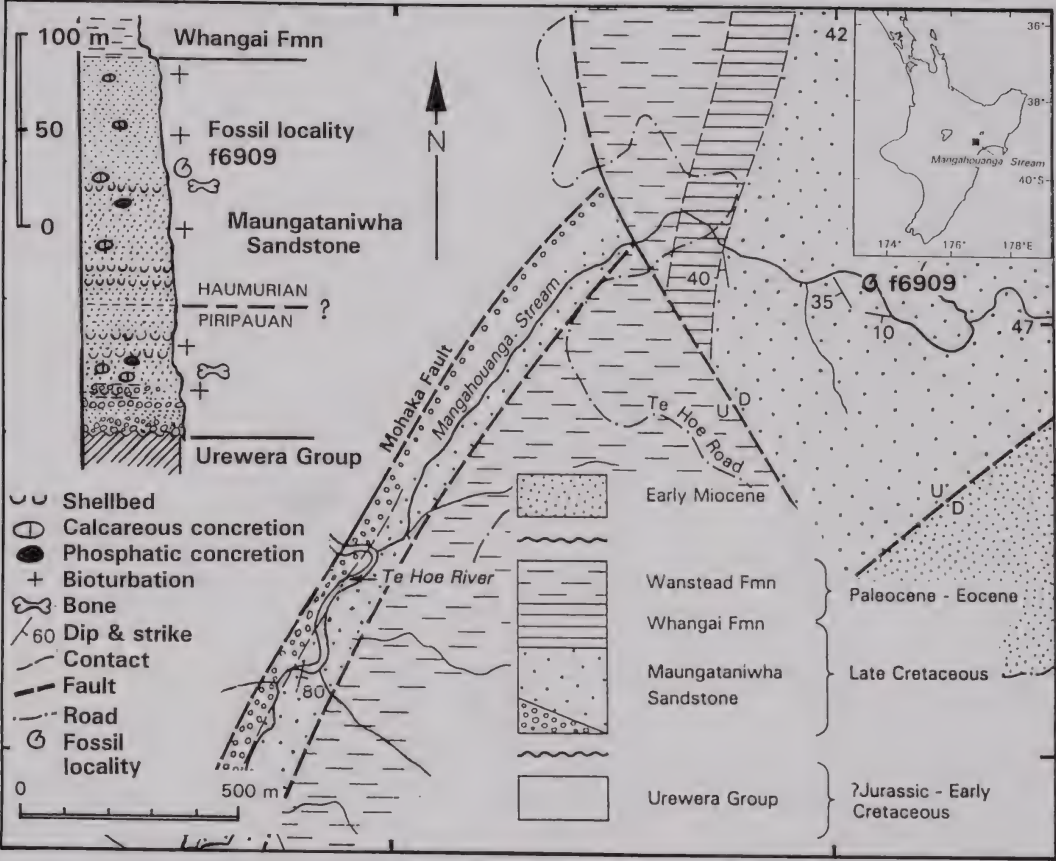 100 m
50
0
Whangai Fmn
Fossil locality
f6909
Maungataniwha
Sandstone
HAUMURIAN
PIRIPAUAN
?
Urewera Group
Shellbed
Calcareous concretion
Phosphatic concretion
Bioturbation
Bone
60 Dip & strike
Contact
Fault
Road
Fossil
locality
0
500 m
N
Mohaka Fault
Mangahouanga Stream
Te Hoe River
80
40
Te Hoe Road
U D
42
35
f6909
10
47
U
D
36°
38°
Mangahouanga Stream
40°S
174°
176°
178°E
Early Miocene
Wanstead Fmn
Whangai Fmn
Paleocene - Eocene
Maungataniwha
Sandstone
Late Cretaceous
Urewera Group
?Jurassic - Early
Cretaceous